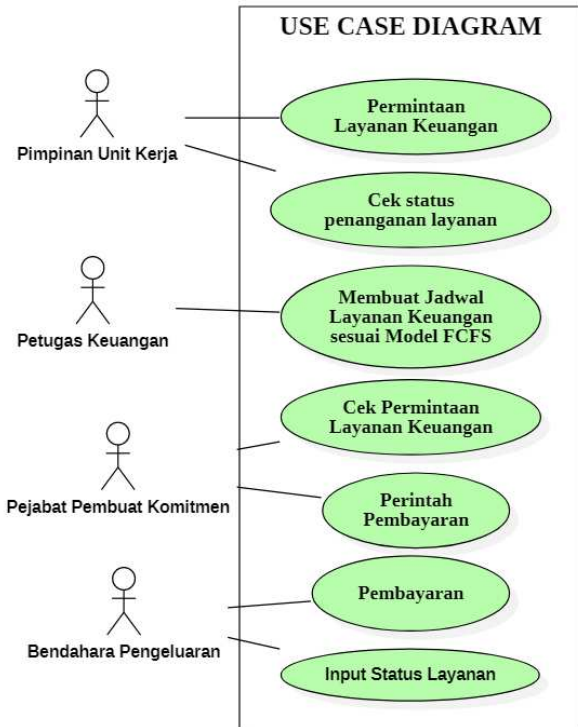 USE CASE DIAGRAM
Permintaan
Layanan Keuangan
Pimpinan Unit Kerja
Cek status
penanganan layanan
Membuat Jadwal
Layanan Keuangan
sesuai Model FCFS
Petugas Keuangan
Cek Permintaan
Layanan Keuangan
Pejabat Pembuat Komitmen
Perintah
Pembayaran
Pembayaran
Bendahara Pengeluaran
Input Status Layanan